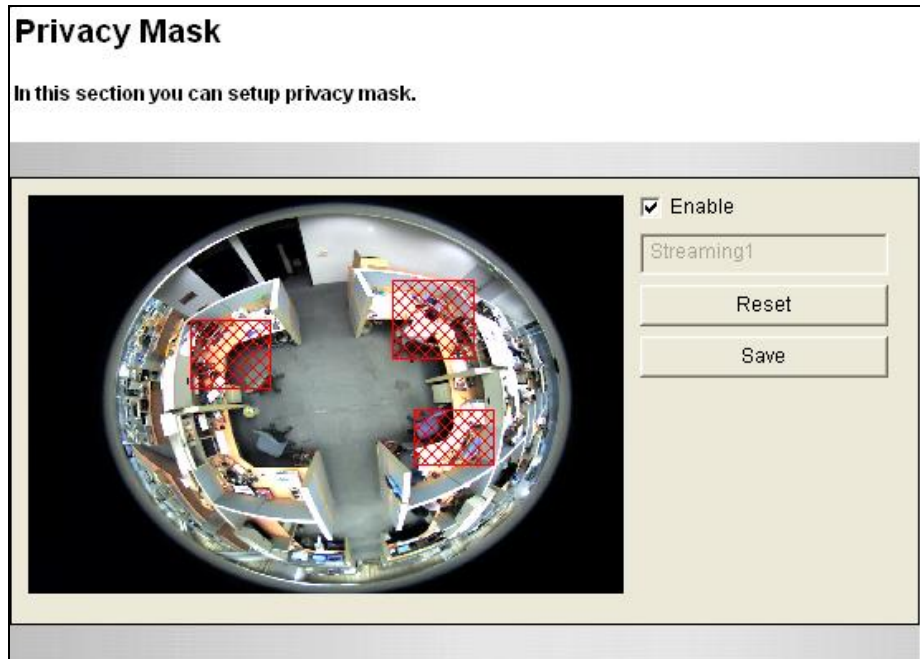 Privacy Mask
In this section you can setup privacy mask.
Enable
Streaming1
Reset
Save